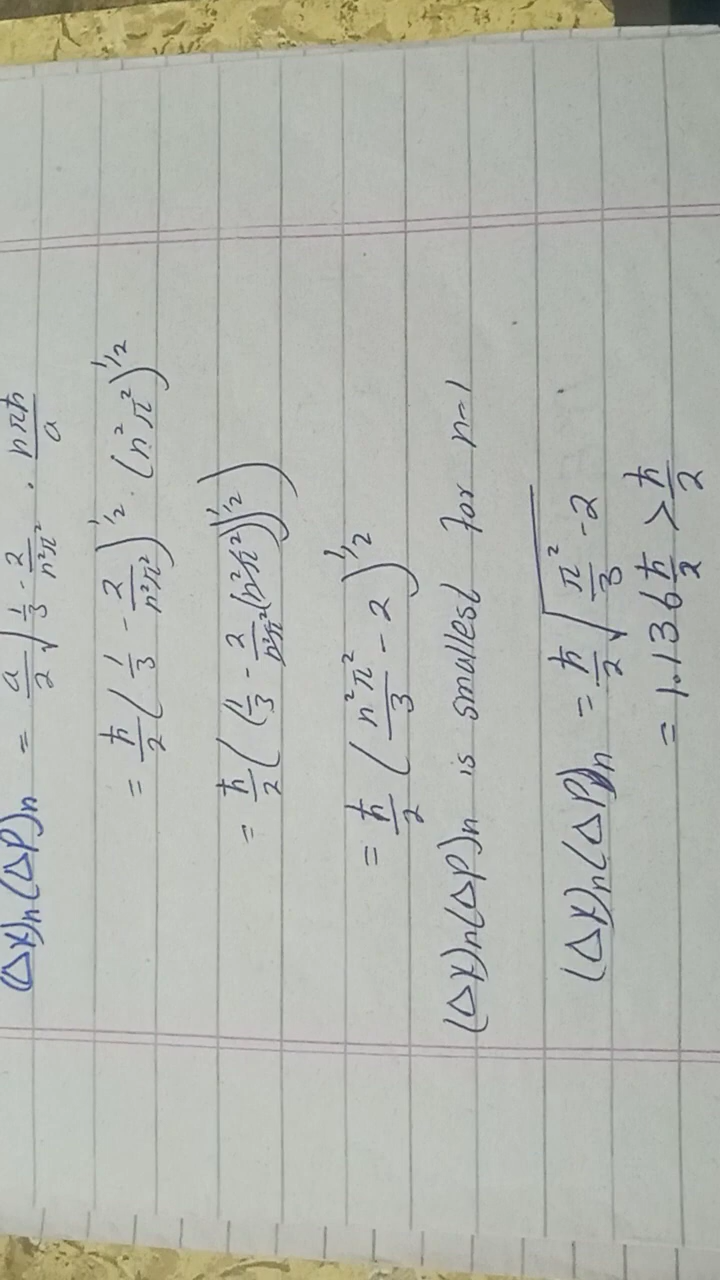 (Δx)n(ΔP)n = a/2 √(1/3 - 2/n²π²) . nπħ/a
= ħ/2 (1/3 - 2/n²π²)^1/2 . (n²π²)^1/2
= ħ/2 ((1/3 - 2/n²π²(n²π²))^1/2)
= ħ/2 (n²π²/3 - 2)^1/2
(Δx)n(ΔP)n is smallest for n=1
(Δx)n(ΔP)n = ħ/2 √(π²/3 - 2)
= 1.136 ħ/2 > ħ/2